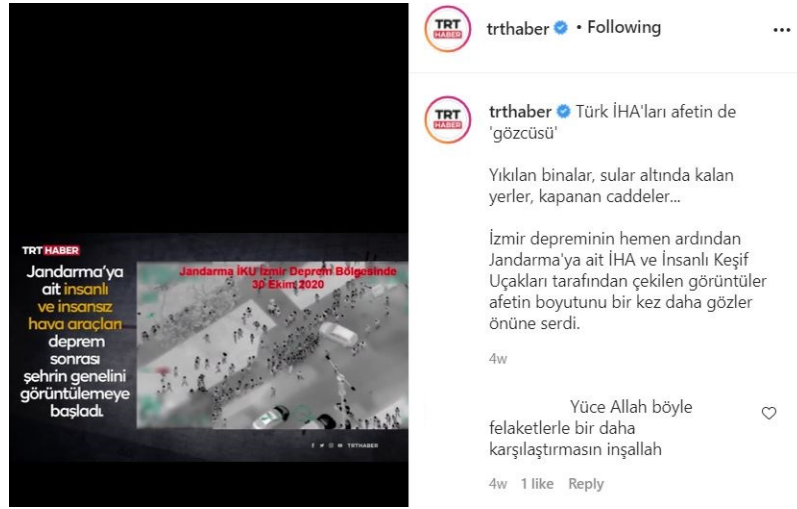 TRT HABER
Jandarma'ya
ait insanlı
ve insansız
hava araçları
deprem
sonrası
şehrin genelini
görüntülemeye
başladı.
Jandarma İKU İzmir Deprem Bölgesinde
30 Ekim 2020
TRTHABER
TRT
HABER
trthaber • Following
TRT
HABER
trthaber Türk İHA'ları afetin de
'gözcüsü'
Yıkılan binalar, sular altında kalan
yerler, kapanan caddeler...
İzmir depreminin hemen ardından
Jandarma'ya ait İHA ve İnsanlı Keşif
Uçakları tarafından çekilen görüntüler
afetin boyutunu bir kez daha gözler
önüne serdi.
4w
Yüce Allah böyle
felaketlerle bir daha
karşılaştırmasın inşallah
4w 1 like Reply